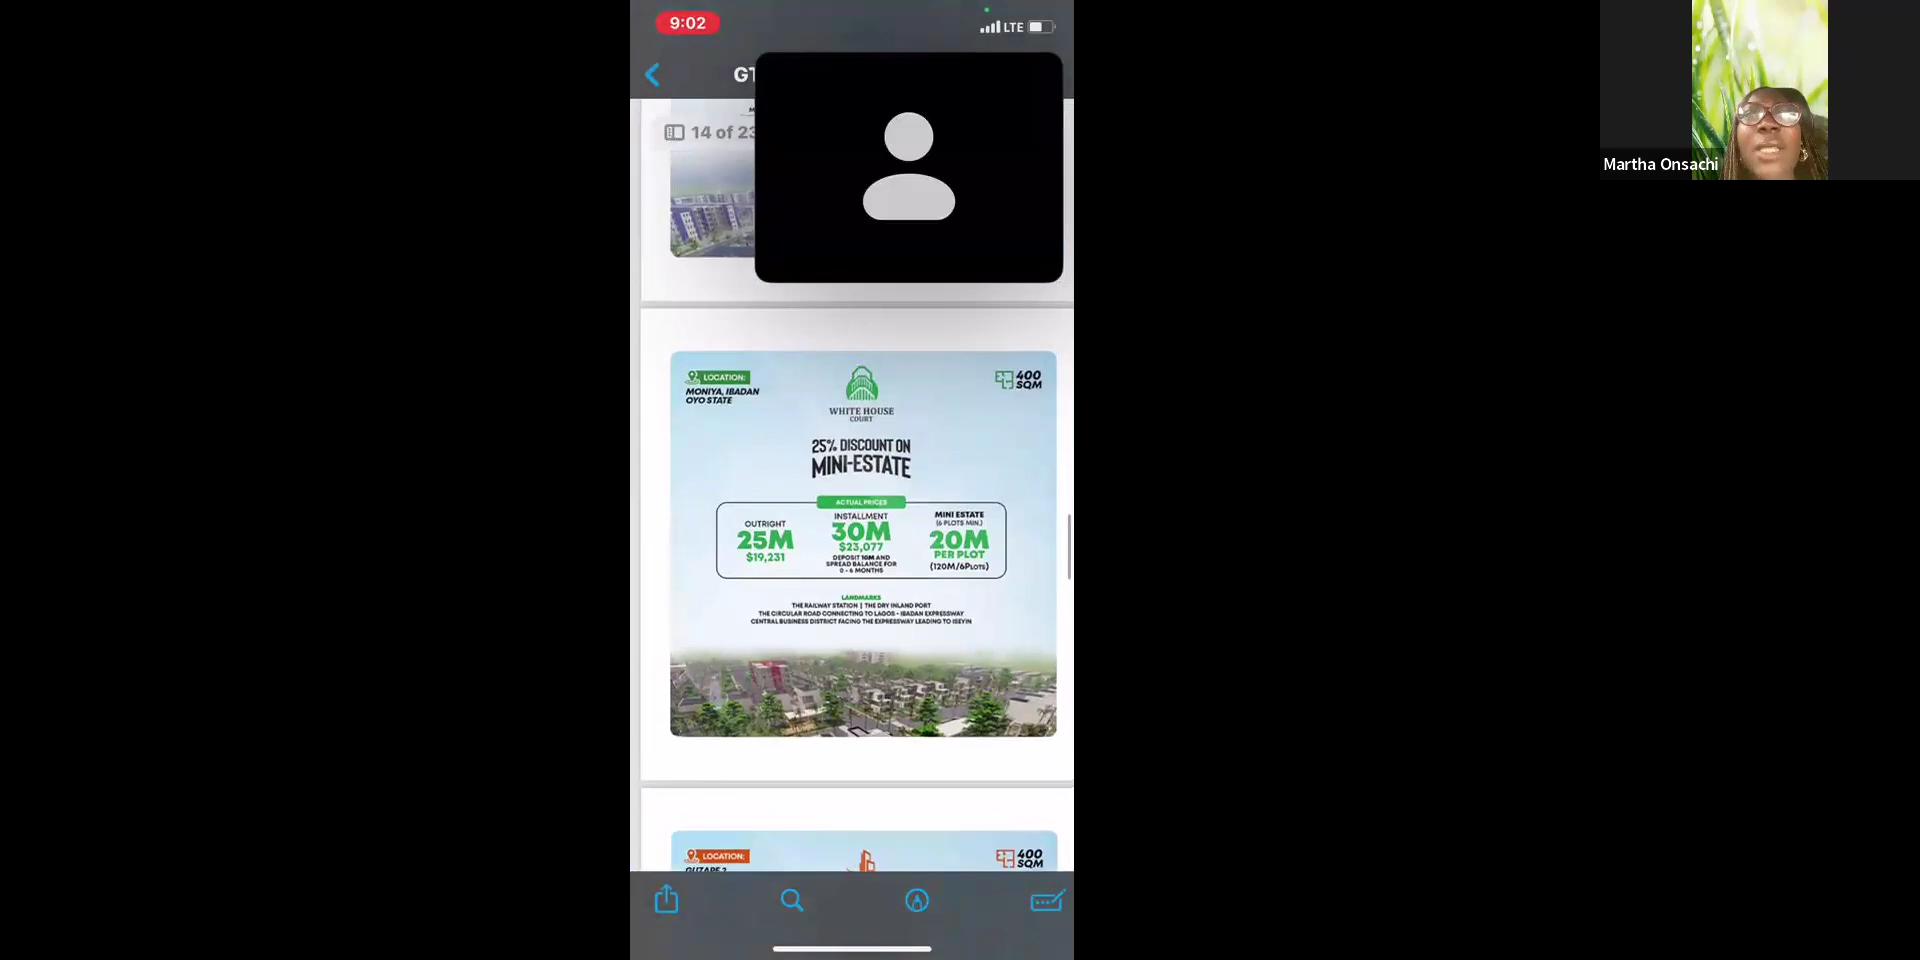 9:02
LTE
GT
14 of 23
Martha Onsachi
LOCATION:
MONIYA, IBADAN
OYO STATE
WHITE HOUSE
COURT
400
SQM
25% DISCOUNT ON
MINI-ESTATE
ACTUAL PRICES
OUTRIGHT
25M
$19,231
INSTALLMENT
30M
$23,077
DEPOSIT 10M AND
SPREAD BALANCE FOR
0 - 6 MONTHS
MINI ESTATE
(6 PLOTS MIN.)
20M
PER PLOT
(120M/6PLOTS)
LANDMARKS
THE RAILWAY STATION | THE DRY INLAND PORT
THE CIRCULAR ROAD CONNECTING TO LAGOS - IBADAN EXPRESSWAY
CENTRAL BUSINESS DISTRICT FACING THE EXPRESSWAY LEADING TO ISEYIN
LOCATION:
400
SQM